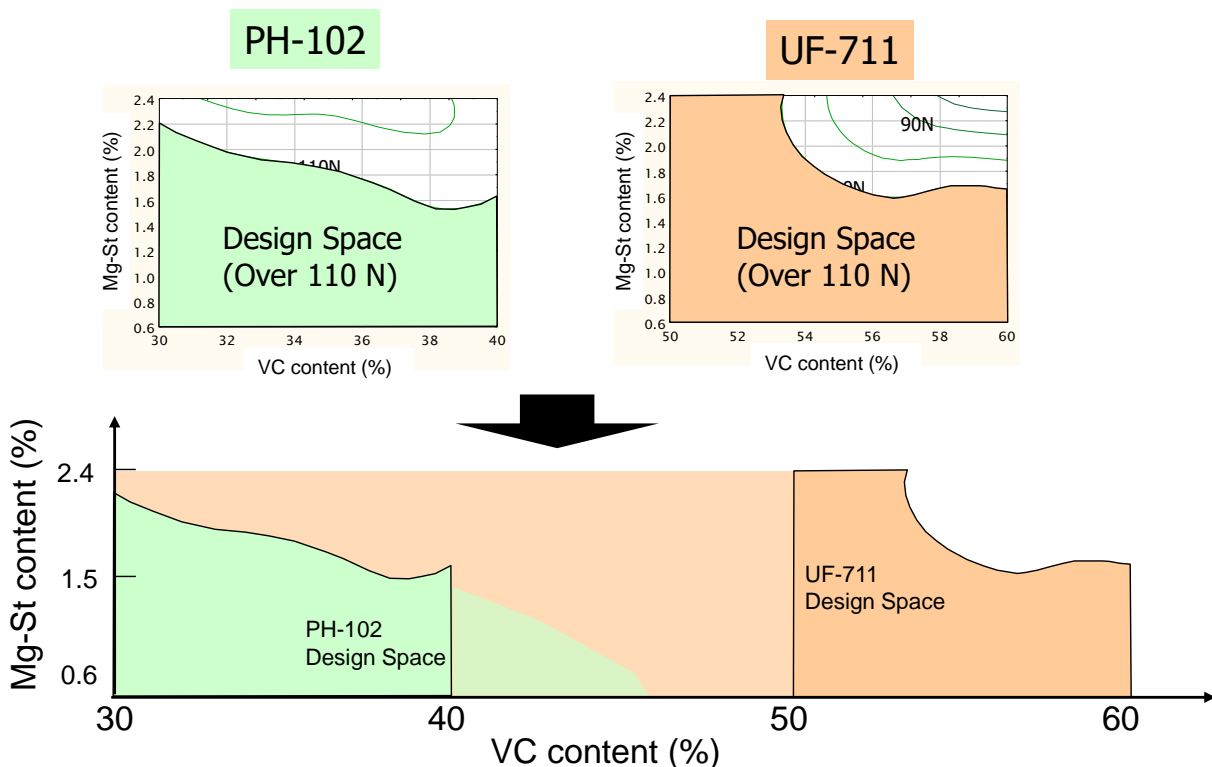 PH-102
UF-711
Mg-St content (%)
2.4
2.2
2.0
1.8
1.6
1.4
1.2
1.0
0.8
0.6
110N
Design Space
(Over 110 N)
30 32 34 36 38 40
VC content (%)
Mg-St content (%)
2.4
2.2
2.0
1.8
1.6
1.4
1.2
1.0
0.8
0.6
90N
Design Space
(Over 110 N)
50 52 54 56 58 60
VC content (%)
Mg-St content (%)
2.4
1.5
0.6
PH-102
Design Space
UF-711
Design Space
30 40 50 60
VC content (%)